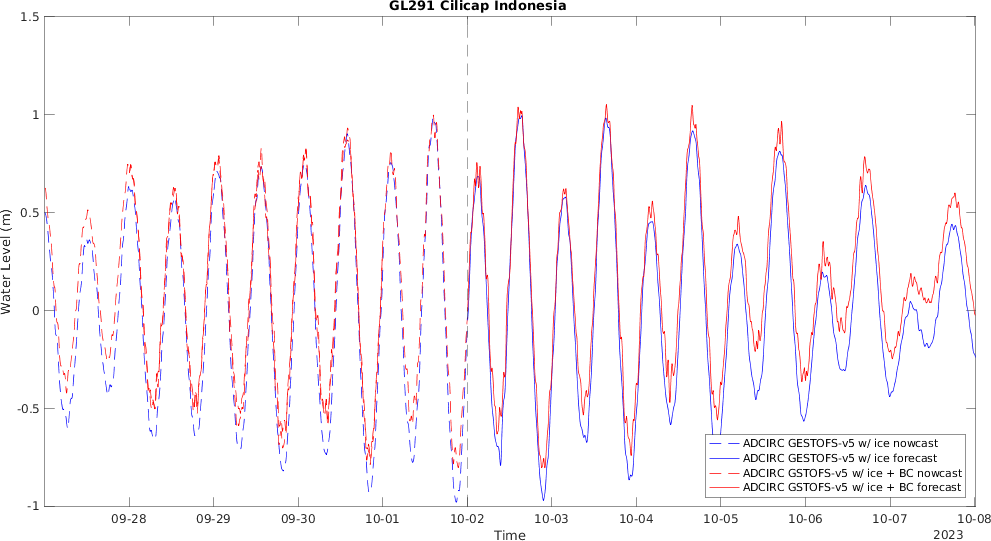 GL291 Cilicap Indonesia
1.5
1
0.5
0
-0.5
-1
Water Level (m)
ADCIRC GESTOFS-v5 w/ ice nowcast
ADCIRC GESTOFS-v5 w/ ice forecast
ADCIRC GSTOFS-v5 w/ ice + BC nowcast
ADCIRC GSTOFS-v5 w/ ice + BC forecast
09-28 09-29 09-30 10-01 10-02 10-03 10-04 10-05 10-06 10-07 10-08
Time
2023